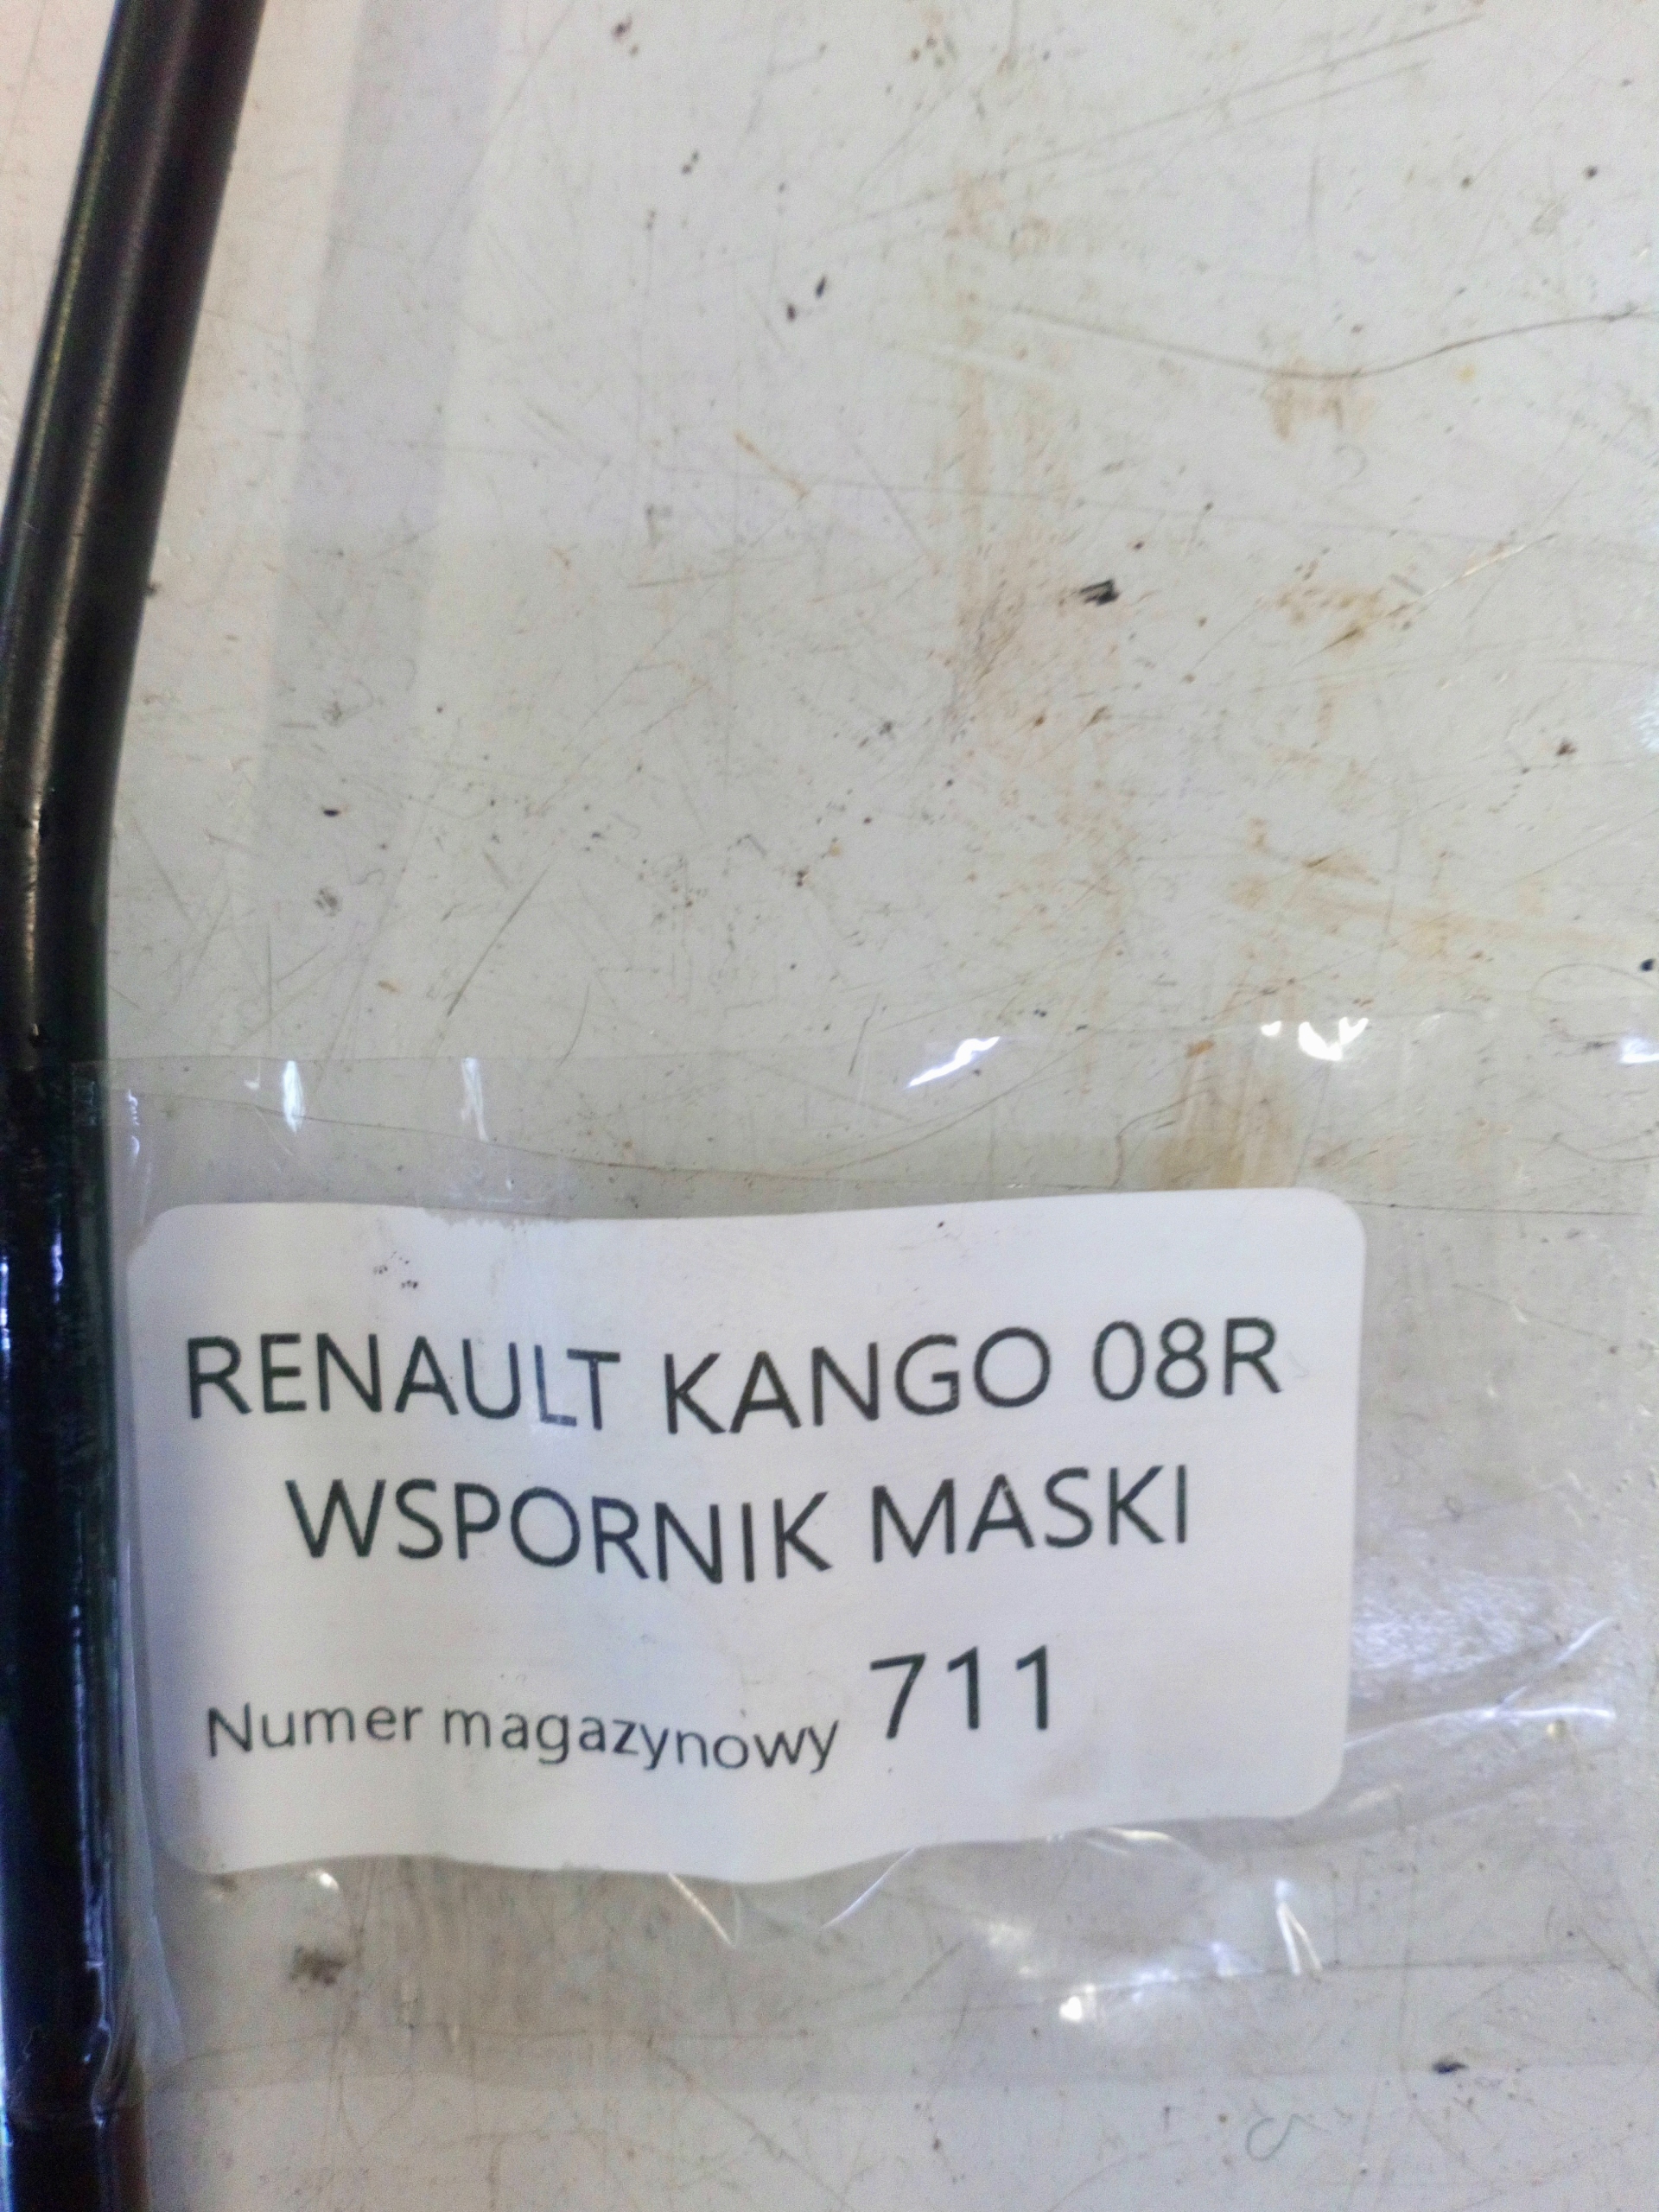 RENAULT KANGO 08R
WSPORNIK MASKI
Numer magazynowy 711